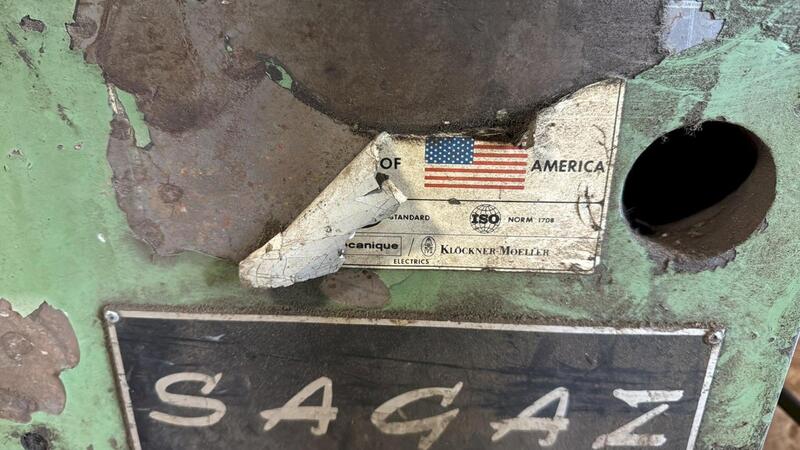 OF AMERICA
STANDARD ISO NORM 1708
canique / KLÖCKNER-MOELLER
ELECTRICS
SAGAZ